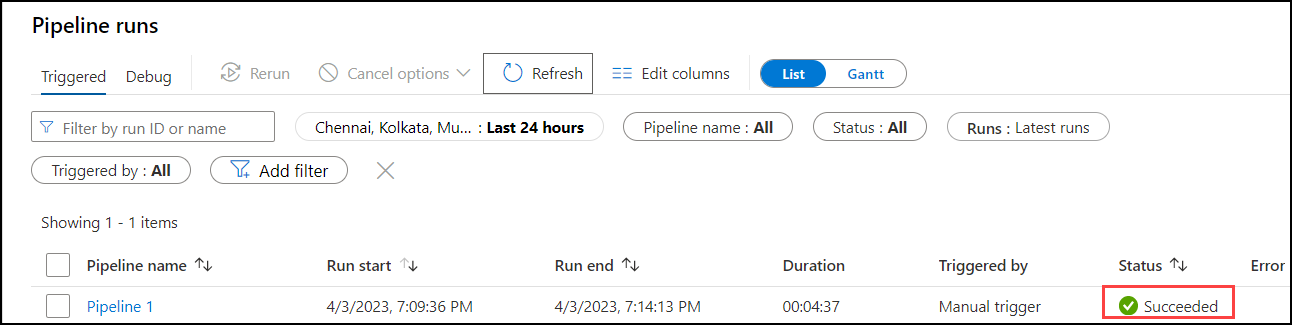 Pipeline runs
Triggered Debug Rerun Cancel options Refresh Edit columns List Gantt
Filter by run ID or name Chennai, Kolkata, Mu... : Last 24 hours Pipeline name : All Status : All Runs : Latest runs
Triggered by : All Add filter
Showing 1 - 1 items
Pipeline name Run start Run end Duration Triggered by Status Error
Pipeline 1 4/3/2023, 7:09:36 PM 4/3/2023, 7:14:13 PM 00:04:37 Manual trigger Succeeded